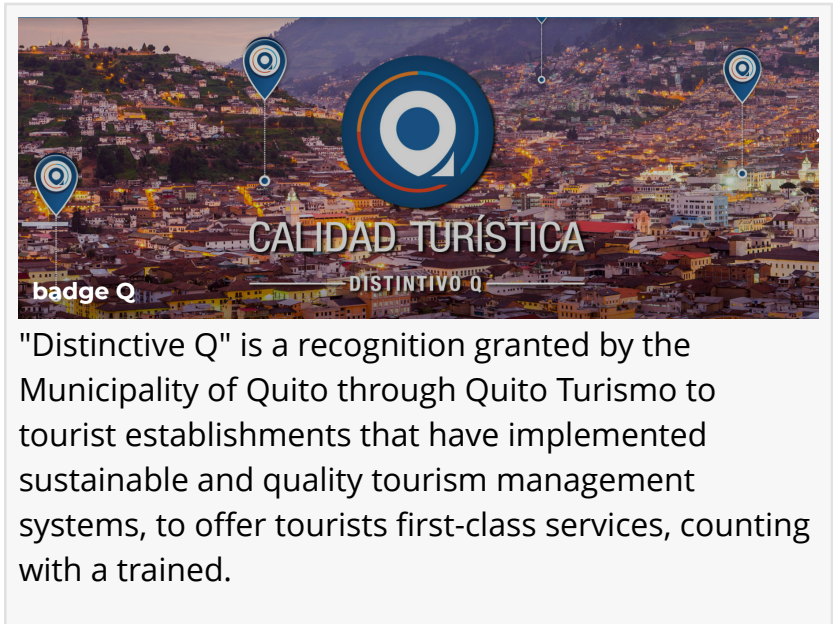 CALIDAD TURÍSTICA
DISTINTIVO Q
badge Q
"Distinctive Q" is a recognition granted by the
Municipality of Quito through Quito Turismo to
tourist establishments that have implemented
sustainable and quality tourism management
systems, to offer tourists first-class services, counting
with a trained.